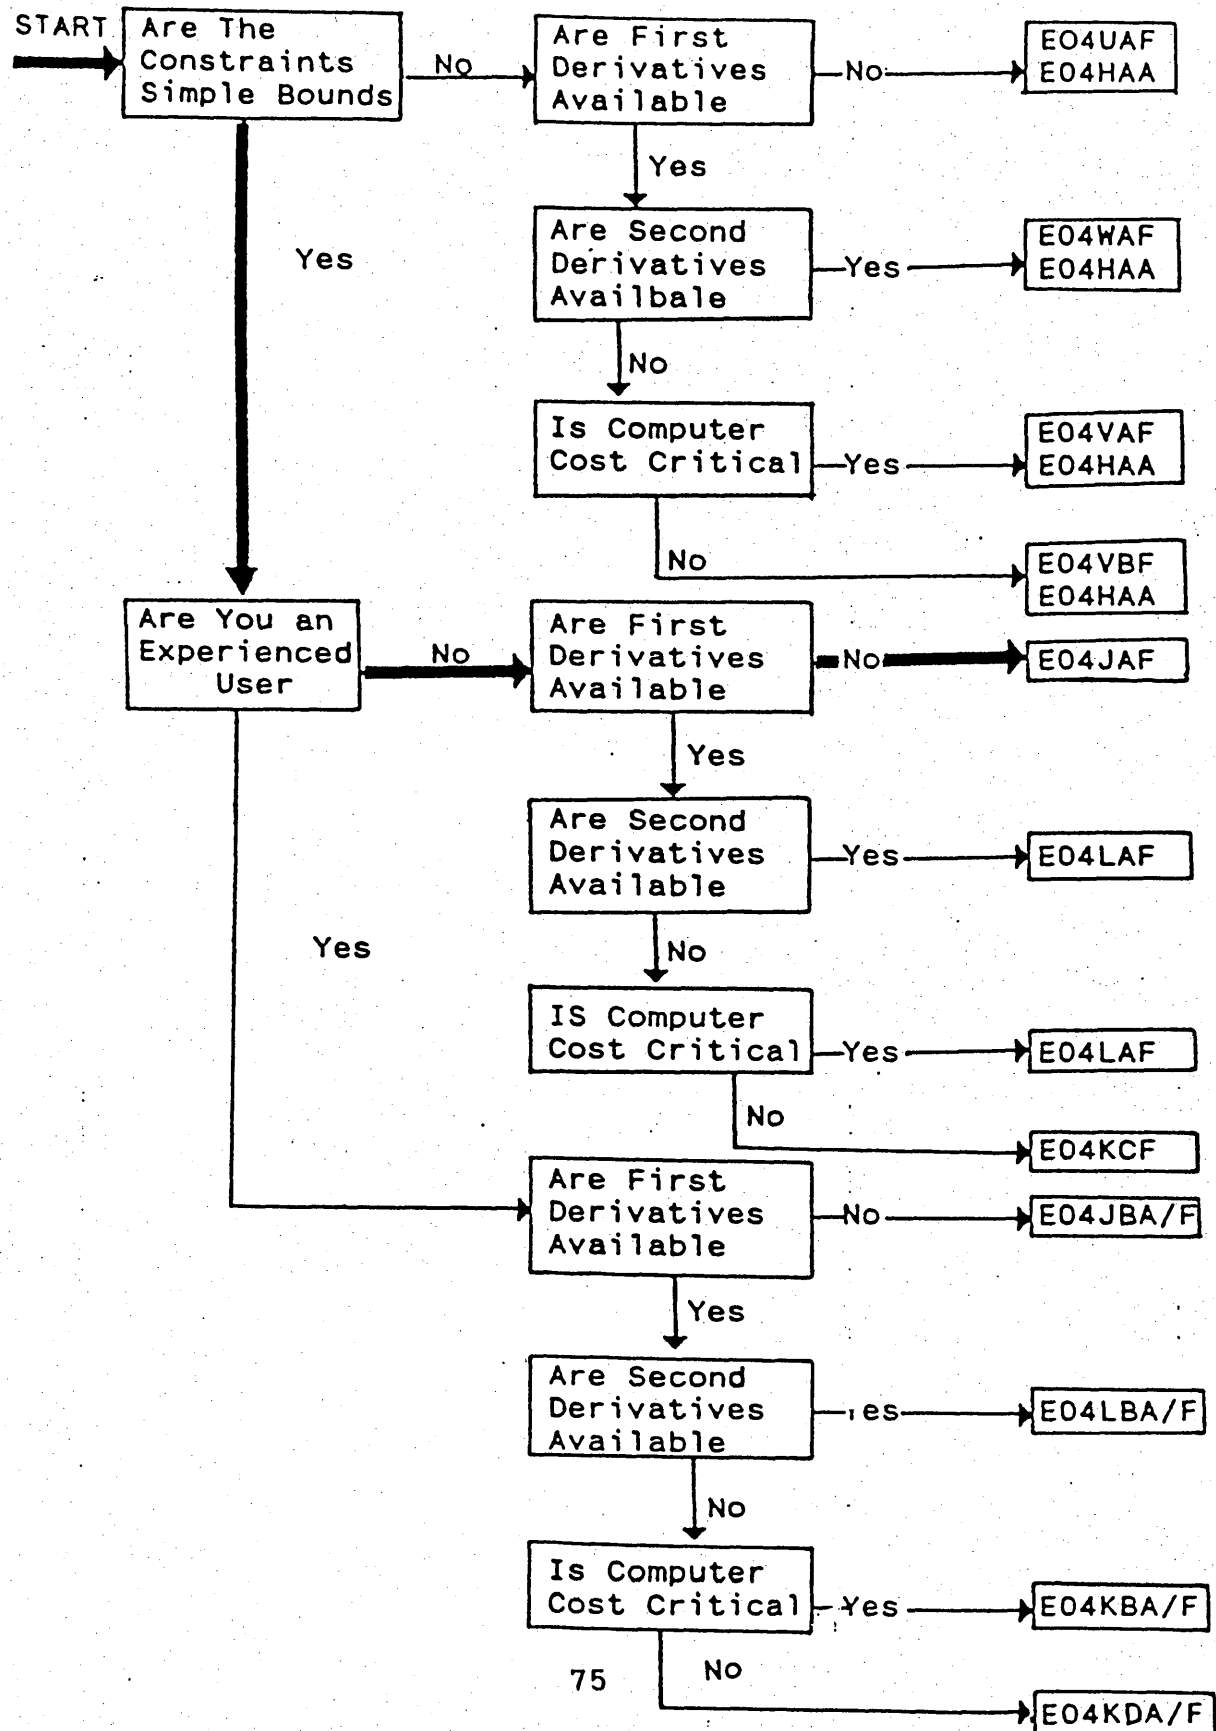 START
Are The
Constraints
Simple Bounds
No
Are First
Derivatives
Available
No
E04UAF
E04HAA
Yes
Yes
Are Second
Derivatives
Availbale
Yes
E04WAF
E04HAA
No
Is Computer
Cost Critical
Yes
E04VAF
E04HAA
No
E04VBF
E04HAA
Are You an
Experienced
User
No
Are First
Derivatives
Available
No
E04JAF
Yes
Are Second
Derivatives
Available
Yes
E04LAF
Yes
No
IS Computer
Cost Critical
Yes
E04LAF
No
E04KCF
Are First
Derivatives
Available
No
E04JBA/F
Yes
Are Second
Derivatives
Available
es
E04LBA/F
No
Is Computer
Cost Critical
Yes
E04KBA/F
No
E04KDA/F
75